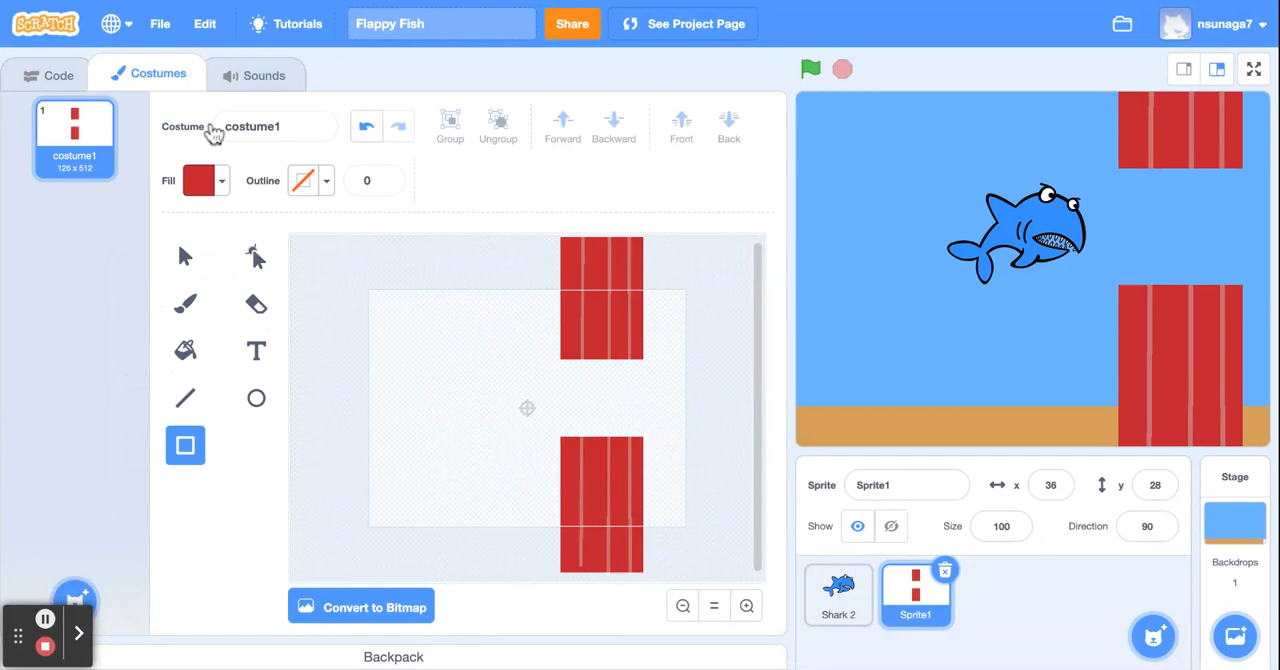 SCRATCH File Edit Tutorials Flappy Fish Share See Project Page nsunaga7
Code Costumes Sounds
1
costume1
126 x 512
Costume costume1 Group Ungroup Forward Backward Front Back
Fill Outline 0
T
Convert to Bitmap
Backpack
Sprite Sprite1 x 36 y 28
Show Size 100 Direction 90
Shark 2 Sprite1
Stage
Backdrops
1